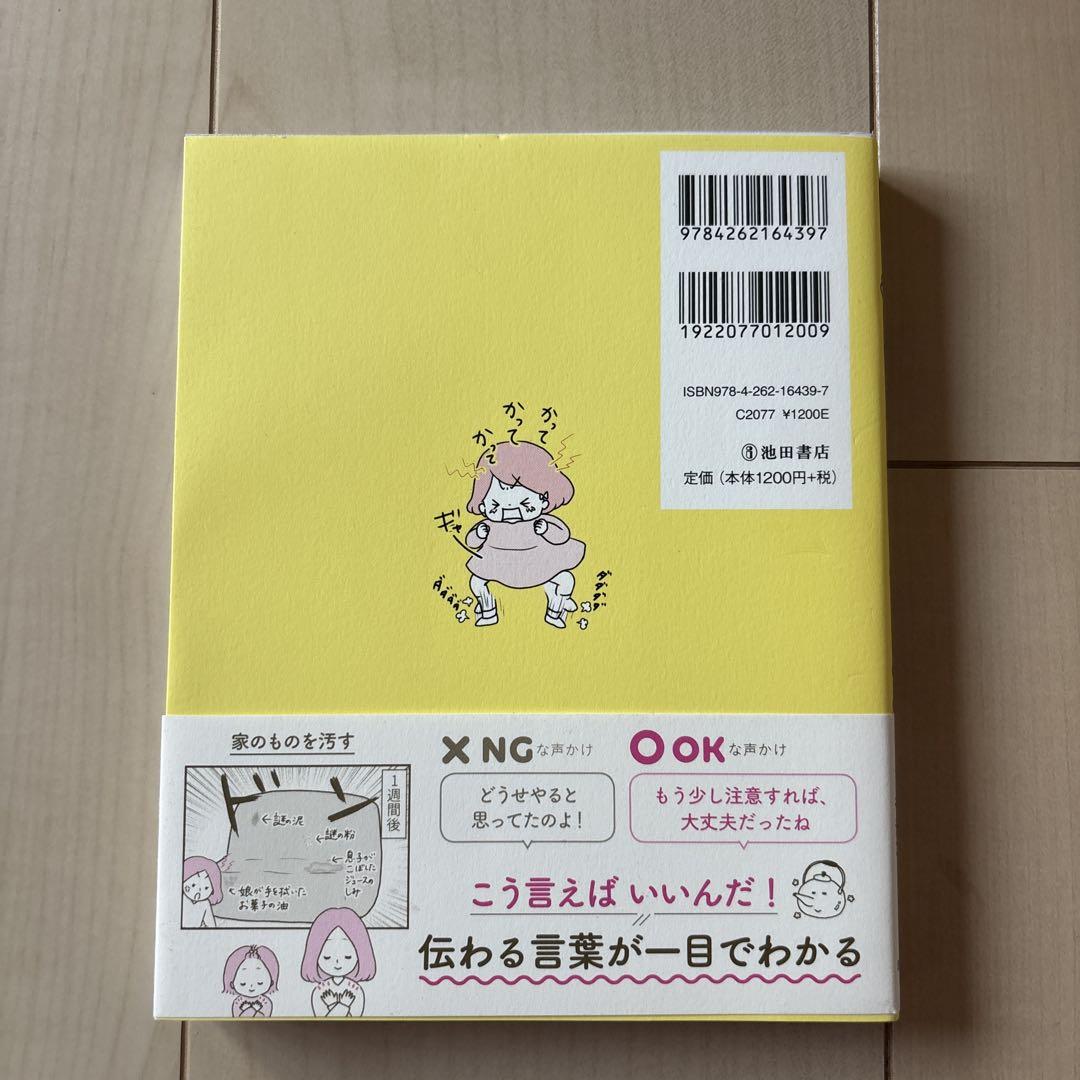 9784262164397
1922077012009
ISBN978-4-262-16439-7
C2077 ¥1200E
池田書店
定価(本体1200円+税)
かって
かって
かって
ギャー
ダダダダ
ダダダダ
家のものを汚す
1週間後
ドン
←謎の泥
←謎の粉
←息子が
こぼした
ジュースの
しみ
←娘が手を拭いた
お菓子の油
× NGな声かけ
どうせやると
思ってたのよ!
○ OKな声かけ
もう少し注意すれば、
大丈夫だったね
こう言えば いいんだ!
伝わる言葉が一目でわかる